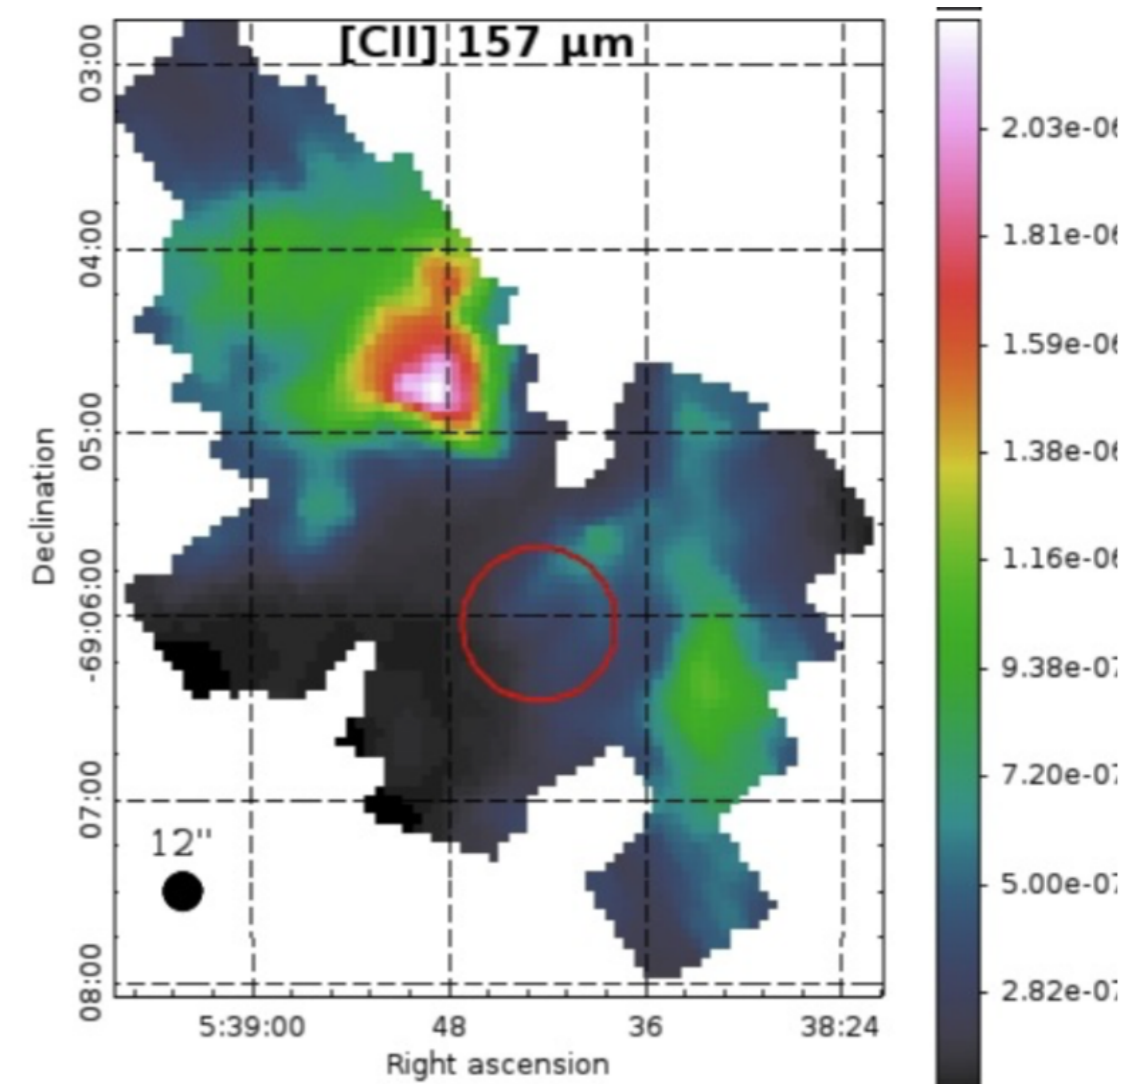 [CII] 157 μm
03:00
04:00
05:00
-69:06:00
07:00
08:00
Declination
12"
5:39:00 48 36 38:24
Right ascension
2.03e-06
1.81e-06
1.59e-06
1.38e-06
1.16e-06
9.38e-07
7.20e-07
5.00e-07
2.82e-07